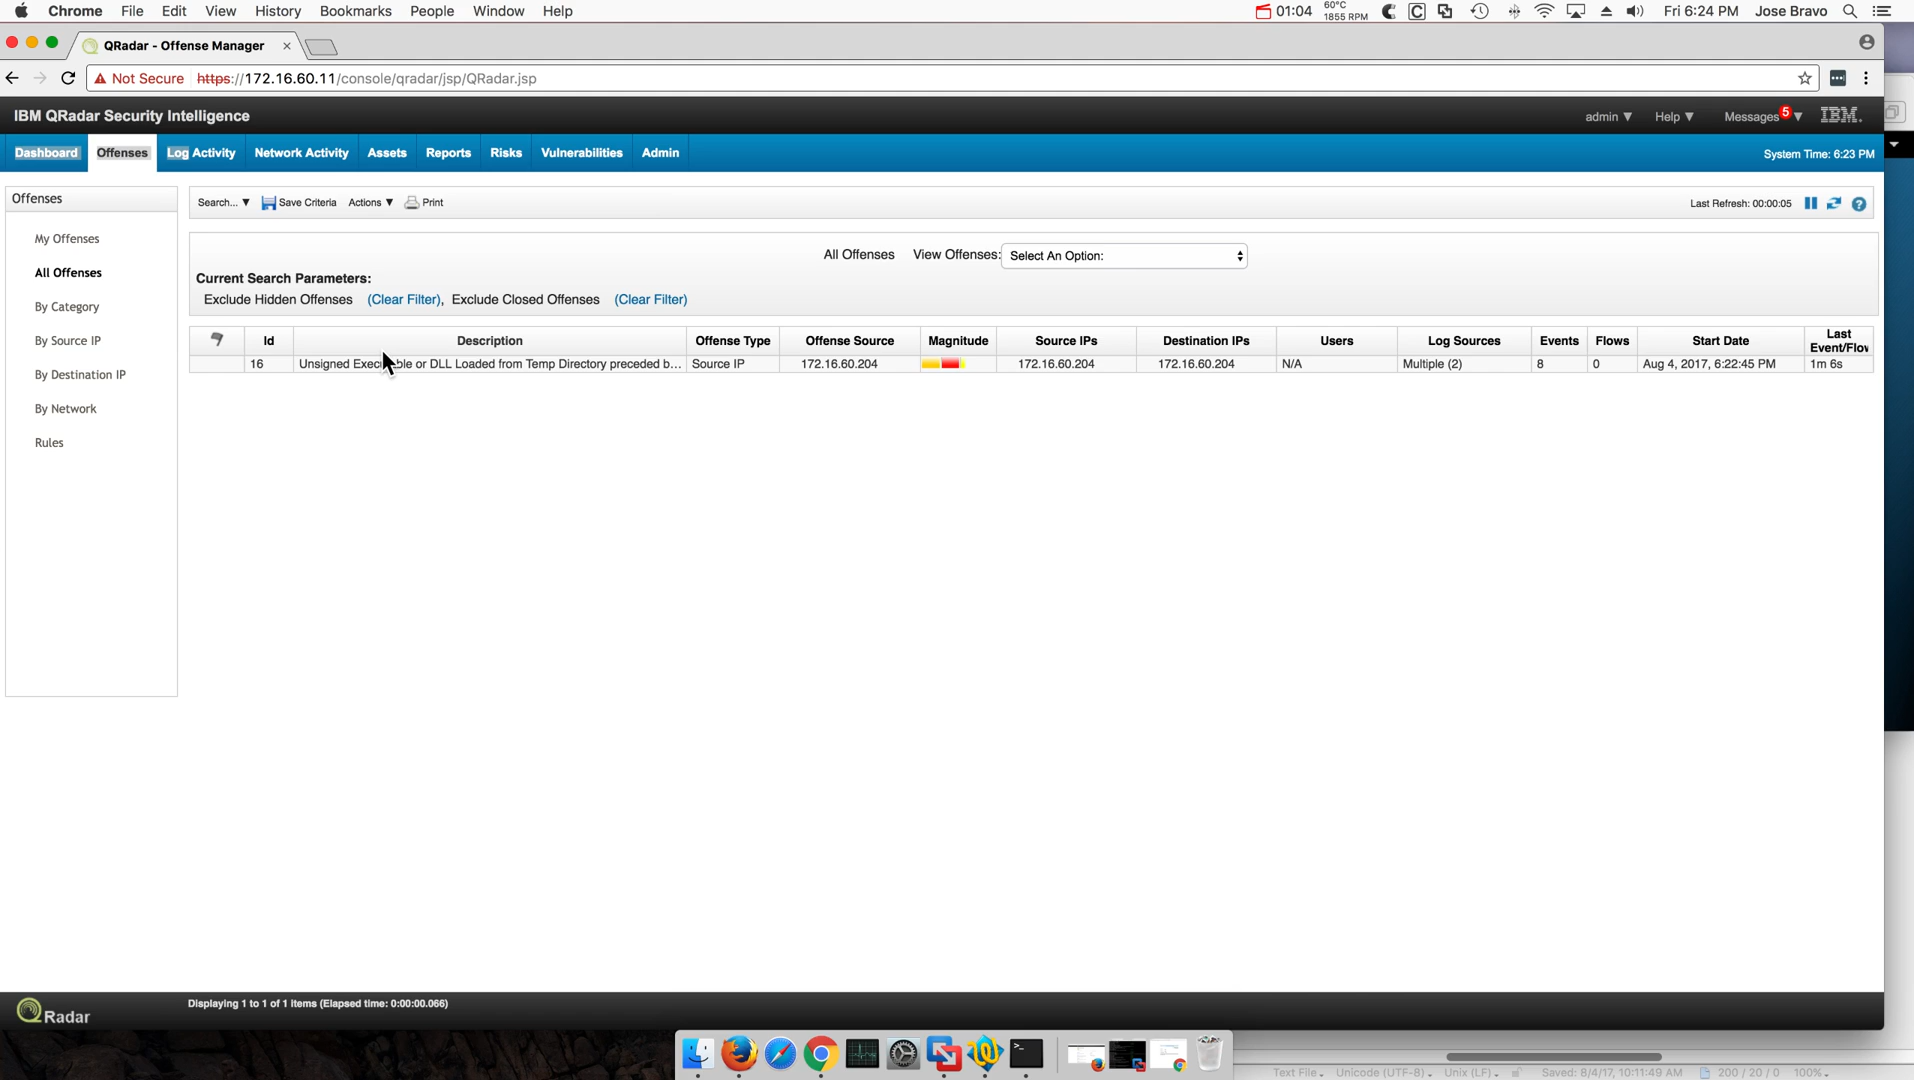 Chrome File Edit View History Bookmarks People Window Help 01:04 60°C 1855 RPM Fri 6:24 PM Jose Bravo
QRadar - Offense Manager
Not Secure https://172.16.60.11/console/qradar/jsp/QRadar.jsp
IBM QRadar Security Intelligence admin Help Messages 5 IBM.
Dashboard Offenses Log Activity Network Activity Assets Reports Risks Vulnerabilities Admin System Time: 6:23 PM
Offenses
My Offenses
All Offenses
By Category
By Source IP
By Destination IP
By Network
Rules
Search... Save Criteria Actions Print Last Refresh: 00:00:05
All Offenses View Offenses: Select An Option:
Current Search Parameters:
Exclude Hidden Offenses (Clear Filter), Exclude Closed Offenses (Clear Filter)
Id Description Offense Type Offense Source Magnitude Source IPs Destination IPs Users Log Sources Events Flows Start Date Last Event/Flow
16 Unsigned Executable or DLL Loaded from Temp Directory preceded b... Source IP 172.16.60.204 172.16.60.204 172.16.60.204 N/A Multiple (2) 8 0 Aug 4, 2017, 6:22:45 PM 1m 6s
QRadar
Displaying 1 to 1 of 1 items (Elapsed time: 0:00:00.066)
Text File Unicode (UTF-8) Unix (LF) Saved: 8/4/17, 10:11:49 AM 200 / 20 / 0 100%